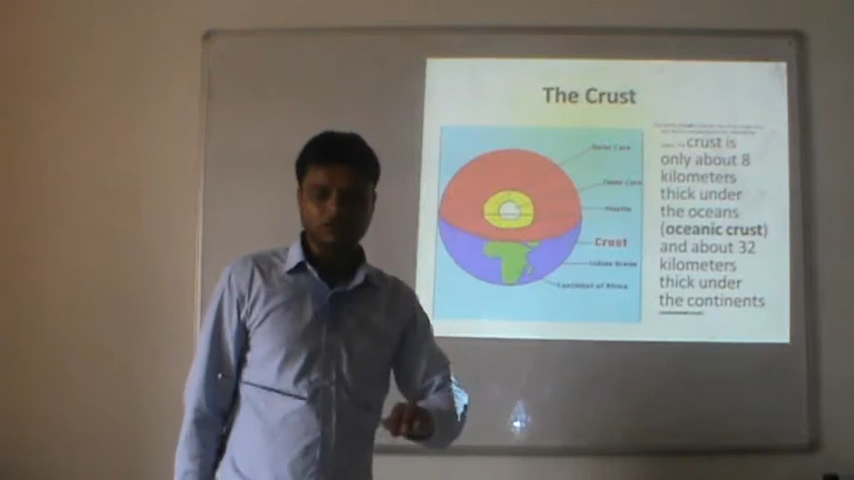 The Crust
crust is
only about 8
kilometers
thick under
the oceans
(oceanic crust)
and about 32
kilometers
thick under
the continents
Outer Core
Inner Core
Mantle
Crust
Indian Ocean
Continent of Africa